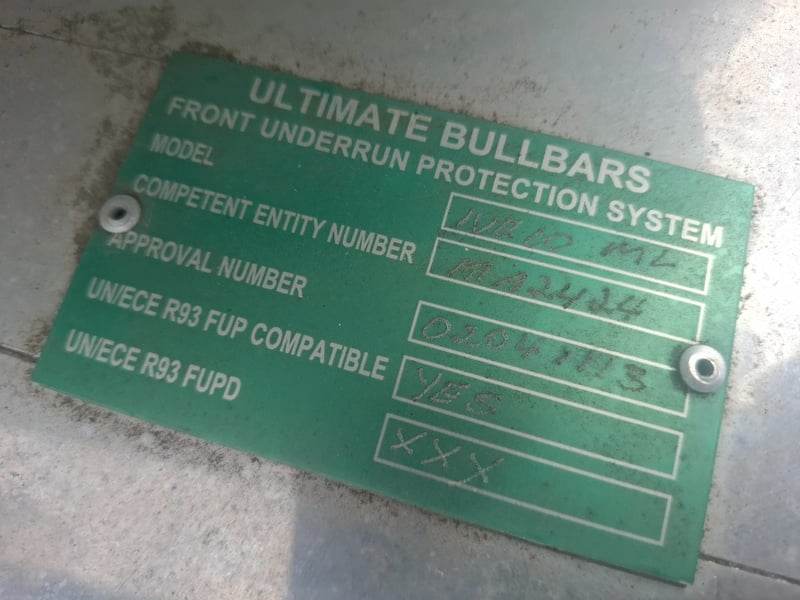 ULTIMATE BULLBARS
FRONT UNDERRUN PROTECTION SYSTEM
MODEL ML
COMPETENT ENTITY NUMBER MA2424
APPROVAL NUMBER
UN/ECE R93 FUP COMPATIBLE YES
UN/ECE R93 FUPD XXX